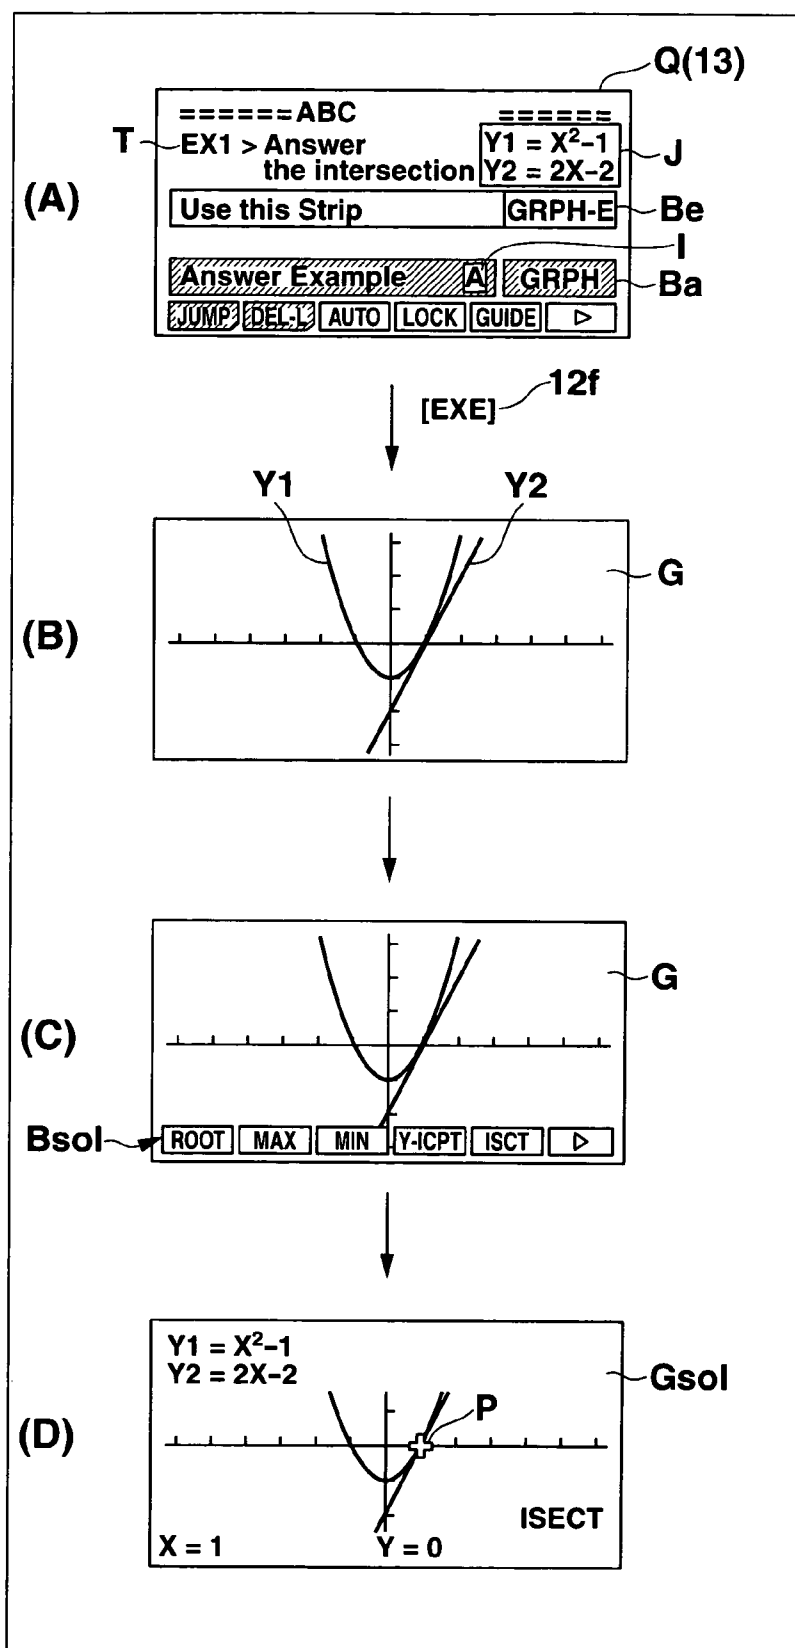 Q(13)
======ABC ======
T EX1 > Answer Y1 = X²–1 J
the intersection Y2 = 2X–2
(A)
Use this Strip GRPH-E Be
I
Answer Example A GRPH Ba
JUMP DEL-L AUTO LOCK GUIDE ▷
[EXE] 12f
Y1 Y2
G
(B)
G
(C)
Bsol ROOT MAX MIN Y-ICPT ISCT ▷
Y1 = X²–1
Y2 = 2X–2 Gsol
P
(D)
ISECT
X = 1 Y = 0